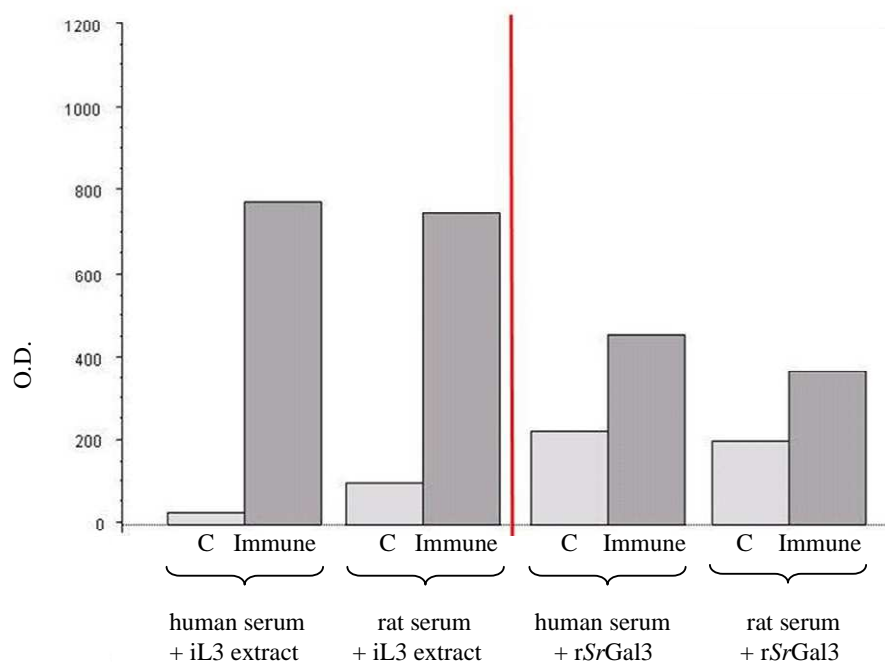 1200
1000
800
600
400
200
0
O.D.
C Immune C Immune C Immune C Immune
human serum rat serum human serum rat serum
+ iL3 extract + iL3 extract + rSrGal3 + rSrGal3